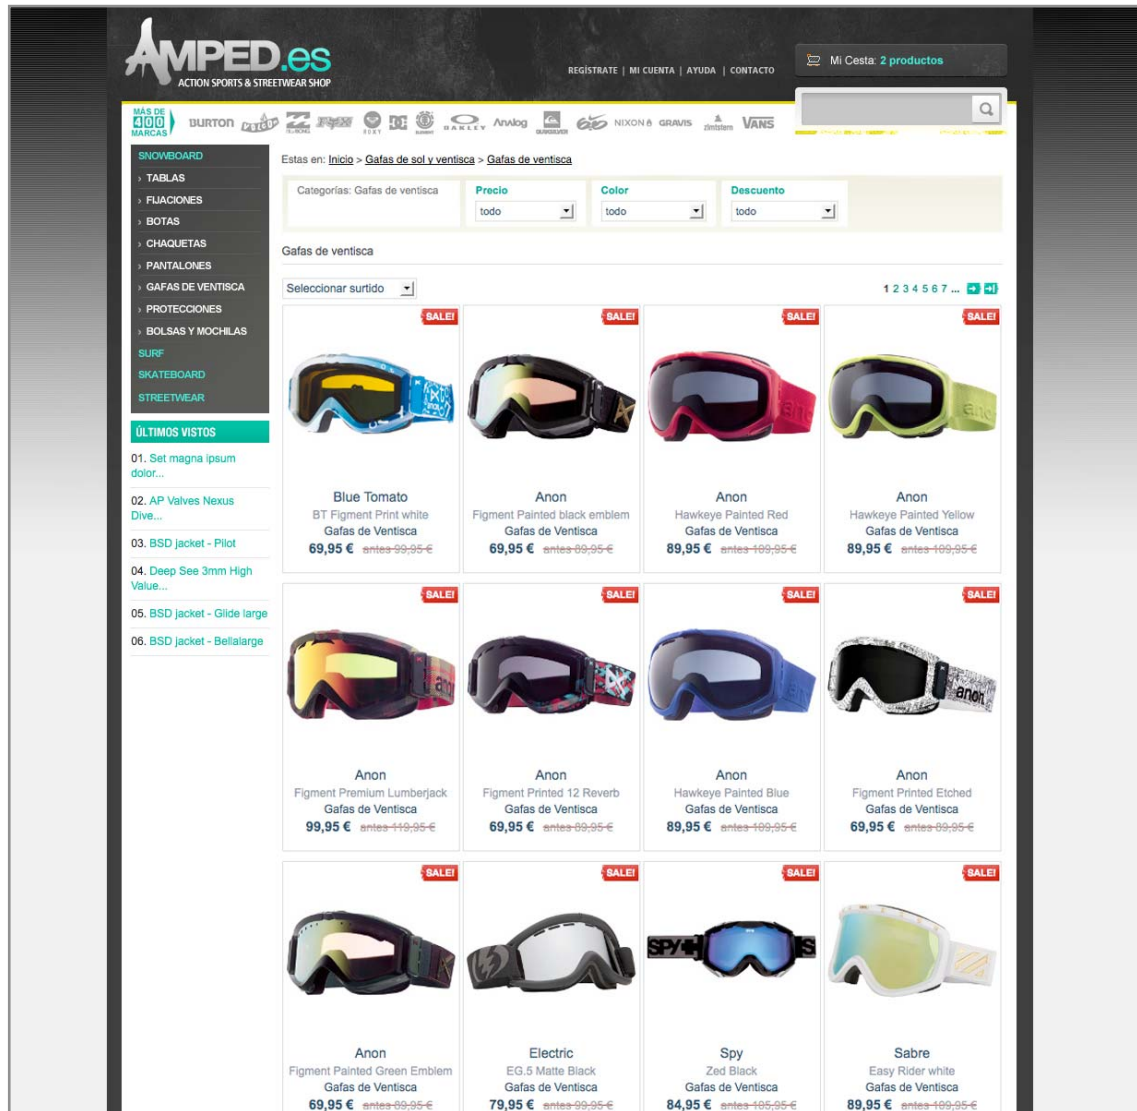 AMPED.es
ACTION SPORTS & STREETWEAR SHOP
REGÍSTRATE | MI CUENTA | AYUDA | CONTACTO
Mi Cesta: 2 productos
MÁS DE
400
MARCAS
BURTON VOLCOM BILLABONG FOX ROXY DC ELEMENT OAKLEY Analog QUIKSILVER NIXON GRAVIS zimtstern VANS
SNOWBOARD
› TABLAS
› FIJACIONES
› BOTAS
› CHAQUETAS
› PANTALONES
› GAFAS DE VENTISCA
› PROTECCIONES
› BOLSAS Y MOCHILAS
SURF
SKATEBOARD
STREETWEAR
ÚLTIMOS VISTOS
01. Set magna ipsum
dolor...
02. AP Valves Nexus
Dive...
03. BSD jacket - Pilot
04. Deep See 3mm High
Value...
05. BSD jacket - Glide large
06. BSD jacket - Bellalarge
Estas en: Inicio > Gafas de sol y ventisca > Gafas de ventisca
Categorías: Gafas de ventisca
Precio
todo
Color
todo
Descuento
todo
Gafas de ventisca
Seleccionar surtido
1 2 3 4 5 6 7 ...
SALE!
anon.
Blue Tomato
BT Figment Print white
Gafas de Ventisca
69,95 € antes 99,95 €
SALE!
Anon
Figment Painted black emblem
Gafas de Ventisca
69,95 € antes 89,95 €
SALE!
anon
Anon
Hawkeye Painted Red
Gafas de Ventisca
89,95 € antes 109,95 €
SALE!
anon
Anon
Hawkeye Painted Yellow
Gafas de Ventisca
89,95 € antes 109,95 €
SALE!
anon
Anon
Figment Premium Lumberjack
Gafas de Ventisca
99,95 € antes 119,95 €
SALE!
Anon
Figment Printed 12 Reverb
Gafas de Ventisca
69,95 € antes 89,95 €
SALE!
Anon
Hawkeye Painted Blue
Gafas de Ventisca
89,95 € antes 109,95 €
SALE!
anon.
Anon
Figment Printed Etched
Gafas de Ventisca
69,95 € antes 89,95 €
SALE!
Anon
Figment Painted Green Emblem
Gafas de Ventisca
69,95 € antes 89,95 €
SALE!
Electric
EG.5 Matte Black
Gafas de Ventisca
79,95 € antes 99,95 €
SALE!
SPY
Spy
Zed Black
Gafas de Ventisca
84,95 € antes 105,95 €
SALE!
Sabre
Easy Rider white
Gafas de Ventisca
89,95 € antes 109,95 €